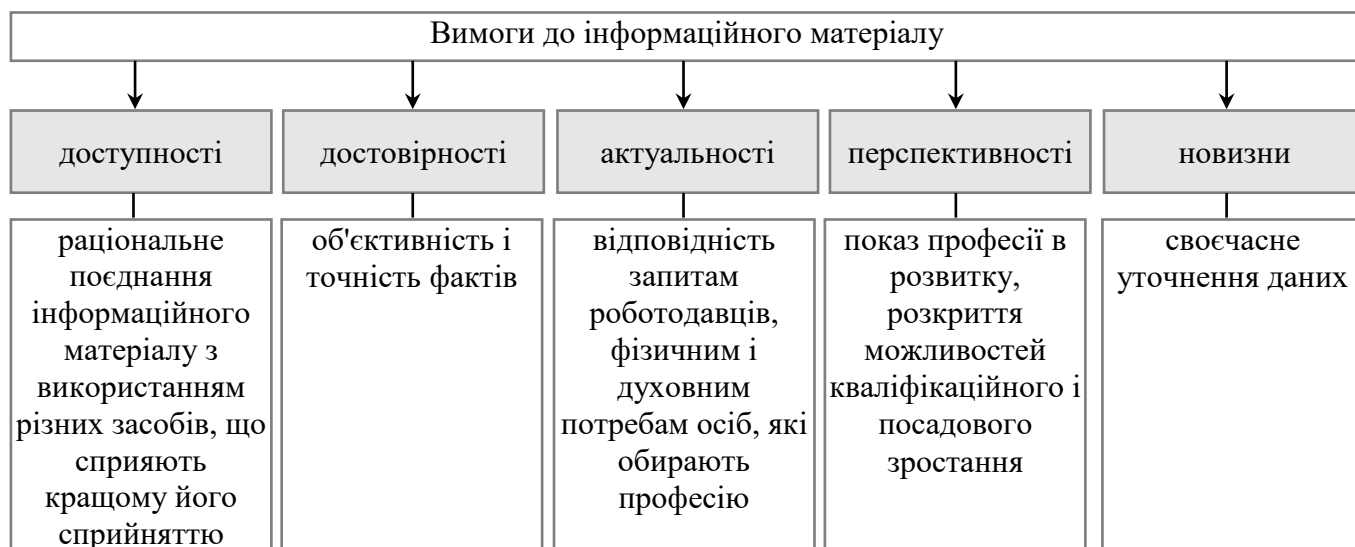 Вимоги до інформаційного матеріалу
доступності
достовірності
актуальності
перспективності
новизни
раціональне
поєднання
інформаційного
матеріалу з
використанням
різних засобів, що
сприяють
кращому його
сприйняттю
об'єктивність і
точність фактів
відповідність
запитам
роботодавців,
фізичним і
духовним
потребам осіб, які
обирають
професію
показ професії в
розвитку,
розкриття
можливостей
кваліфікаційного і
посадового
зростання
своєчасне
уточнення даних